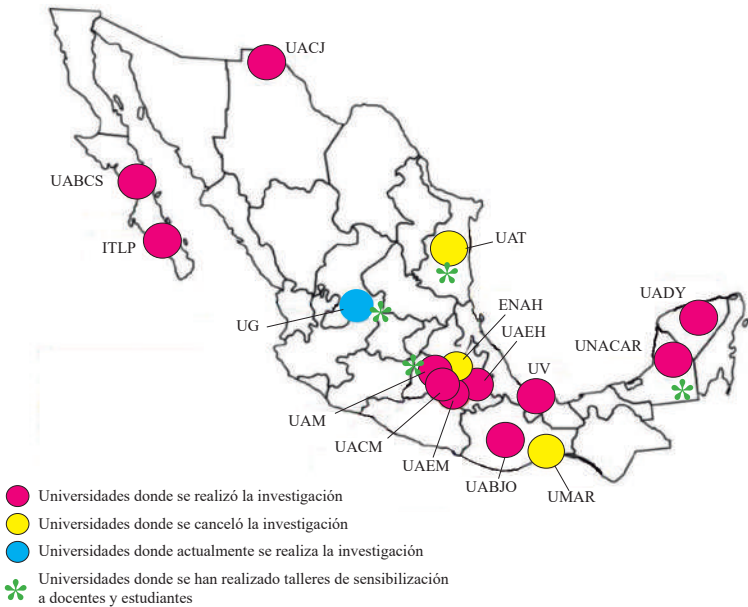 UACJ
UABCS
ITLP
UAT
UG
ENAH
UAEH
UADY
UNACAR
UV
UAM
UACM
UAEM
UABJO
UMAR
Universidades donde se realizó la investigación
Universidades donde se canceló la investigación
Universidades donde actualmente se realiza la investigación
Universidades donde se han realizado talleres de sensibilización
a docentes y estudiantes